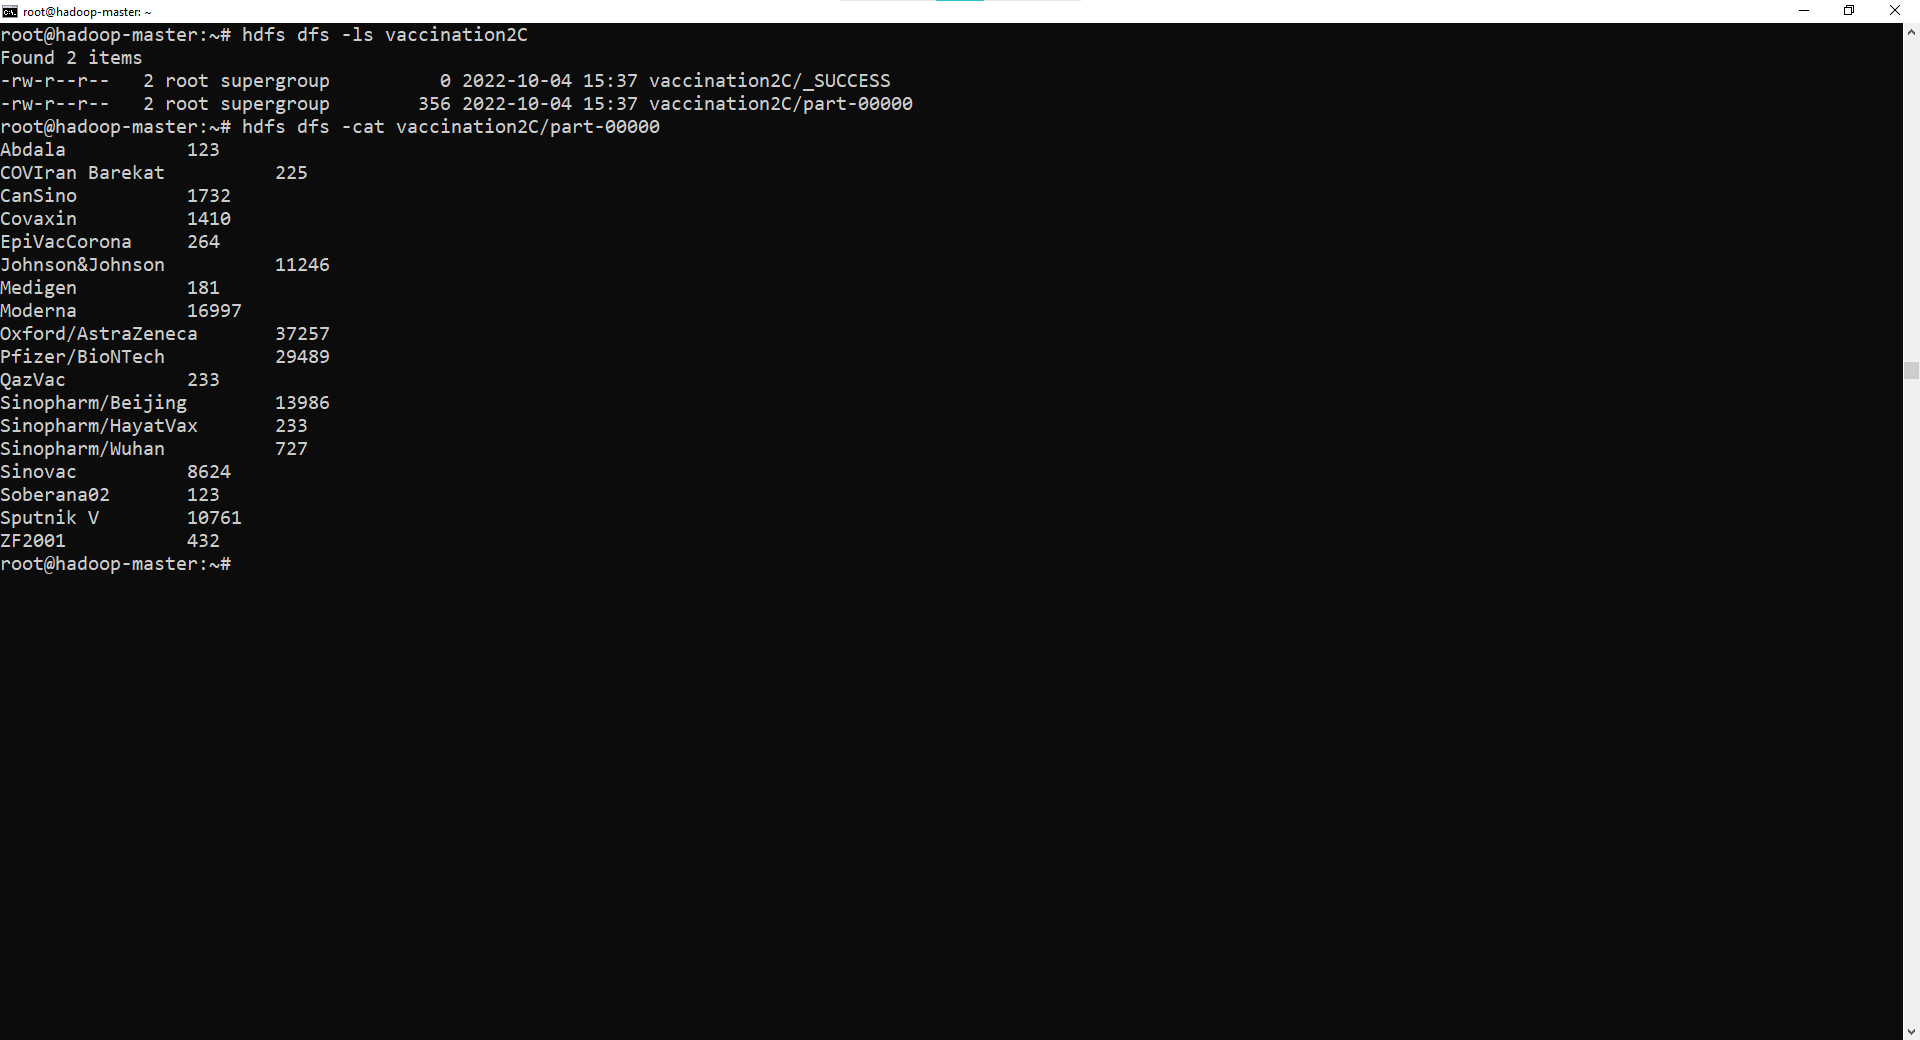 root@hadoop-master: ~
root@hadoop-master:~# hdfs dfs -ls vaccination2C
Found 2 items
-rw-r--r--   2 root supergroup          0 2022-10-04 15:37 vaccination2C/_SUCCESS
-rw-r--r--   2 root supergroup        356 2022-10-04 15:37 vaccination2C/part-00000
root@hadoop-master:~# hdfs dfs -cat vaccination2C/part-00000
Abdala           123
COVIran Barekat          225
CanSino          1732
Covaxin          1410
EpiVacCorona     264
Johnson&Johnson          11246
Medigen          181
Moderna          16997
Oxford/AstraZeneca       37257
Pfizer/BioNTech          29489
QazVac           233
Sinopharm/Beijing        13986
Sinopharm/HayatVax       233
Sinopharm/Wuhan          727
Sinovac          8624
Soberana02       123
Sputnik V        10761
ZF2001           432
root@hadoop-master:~#